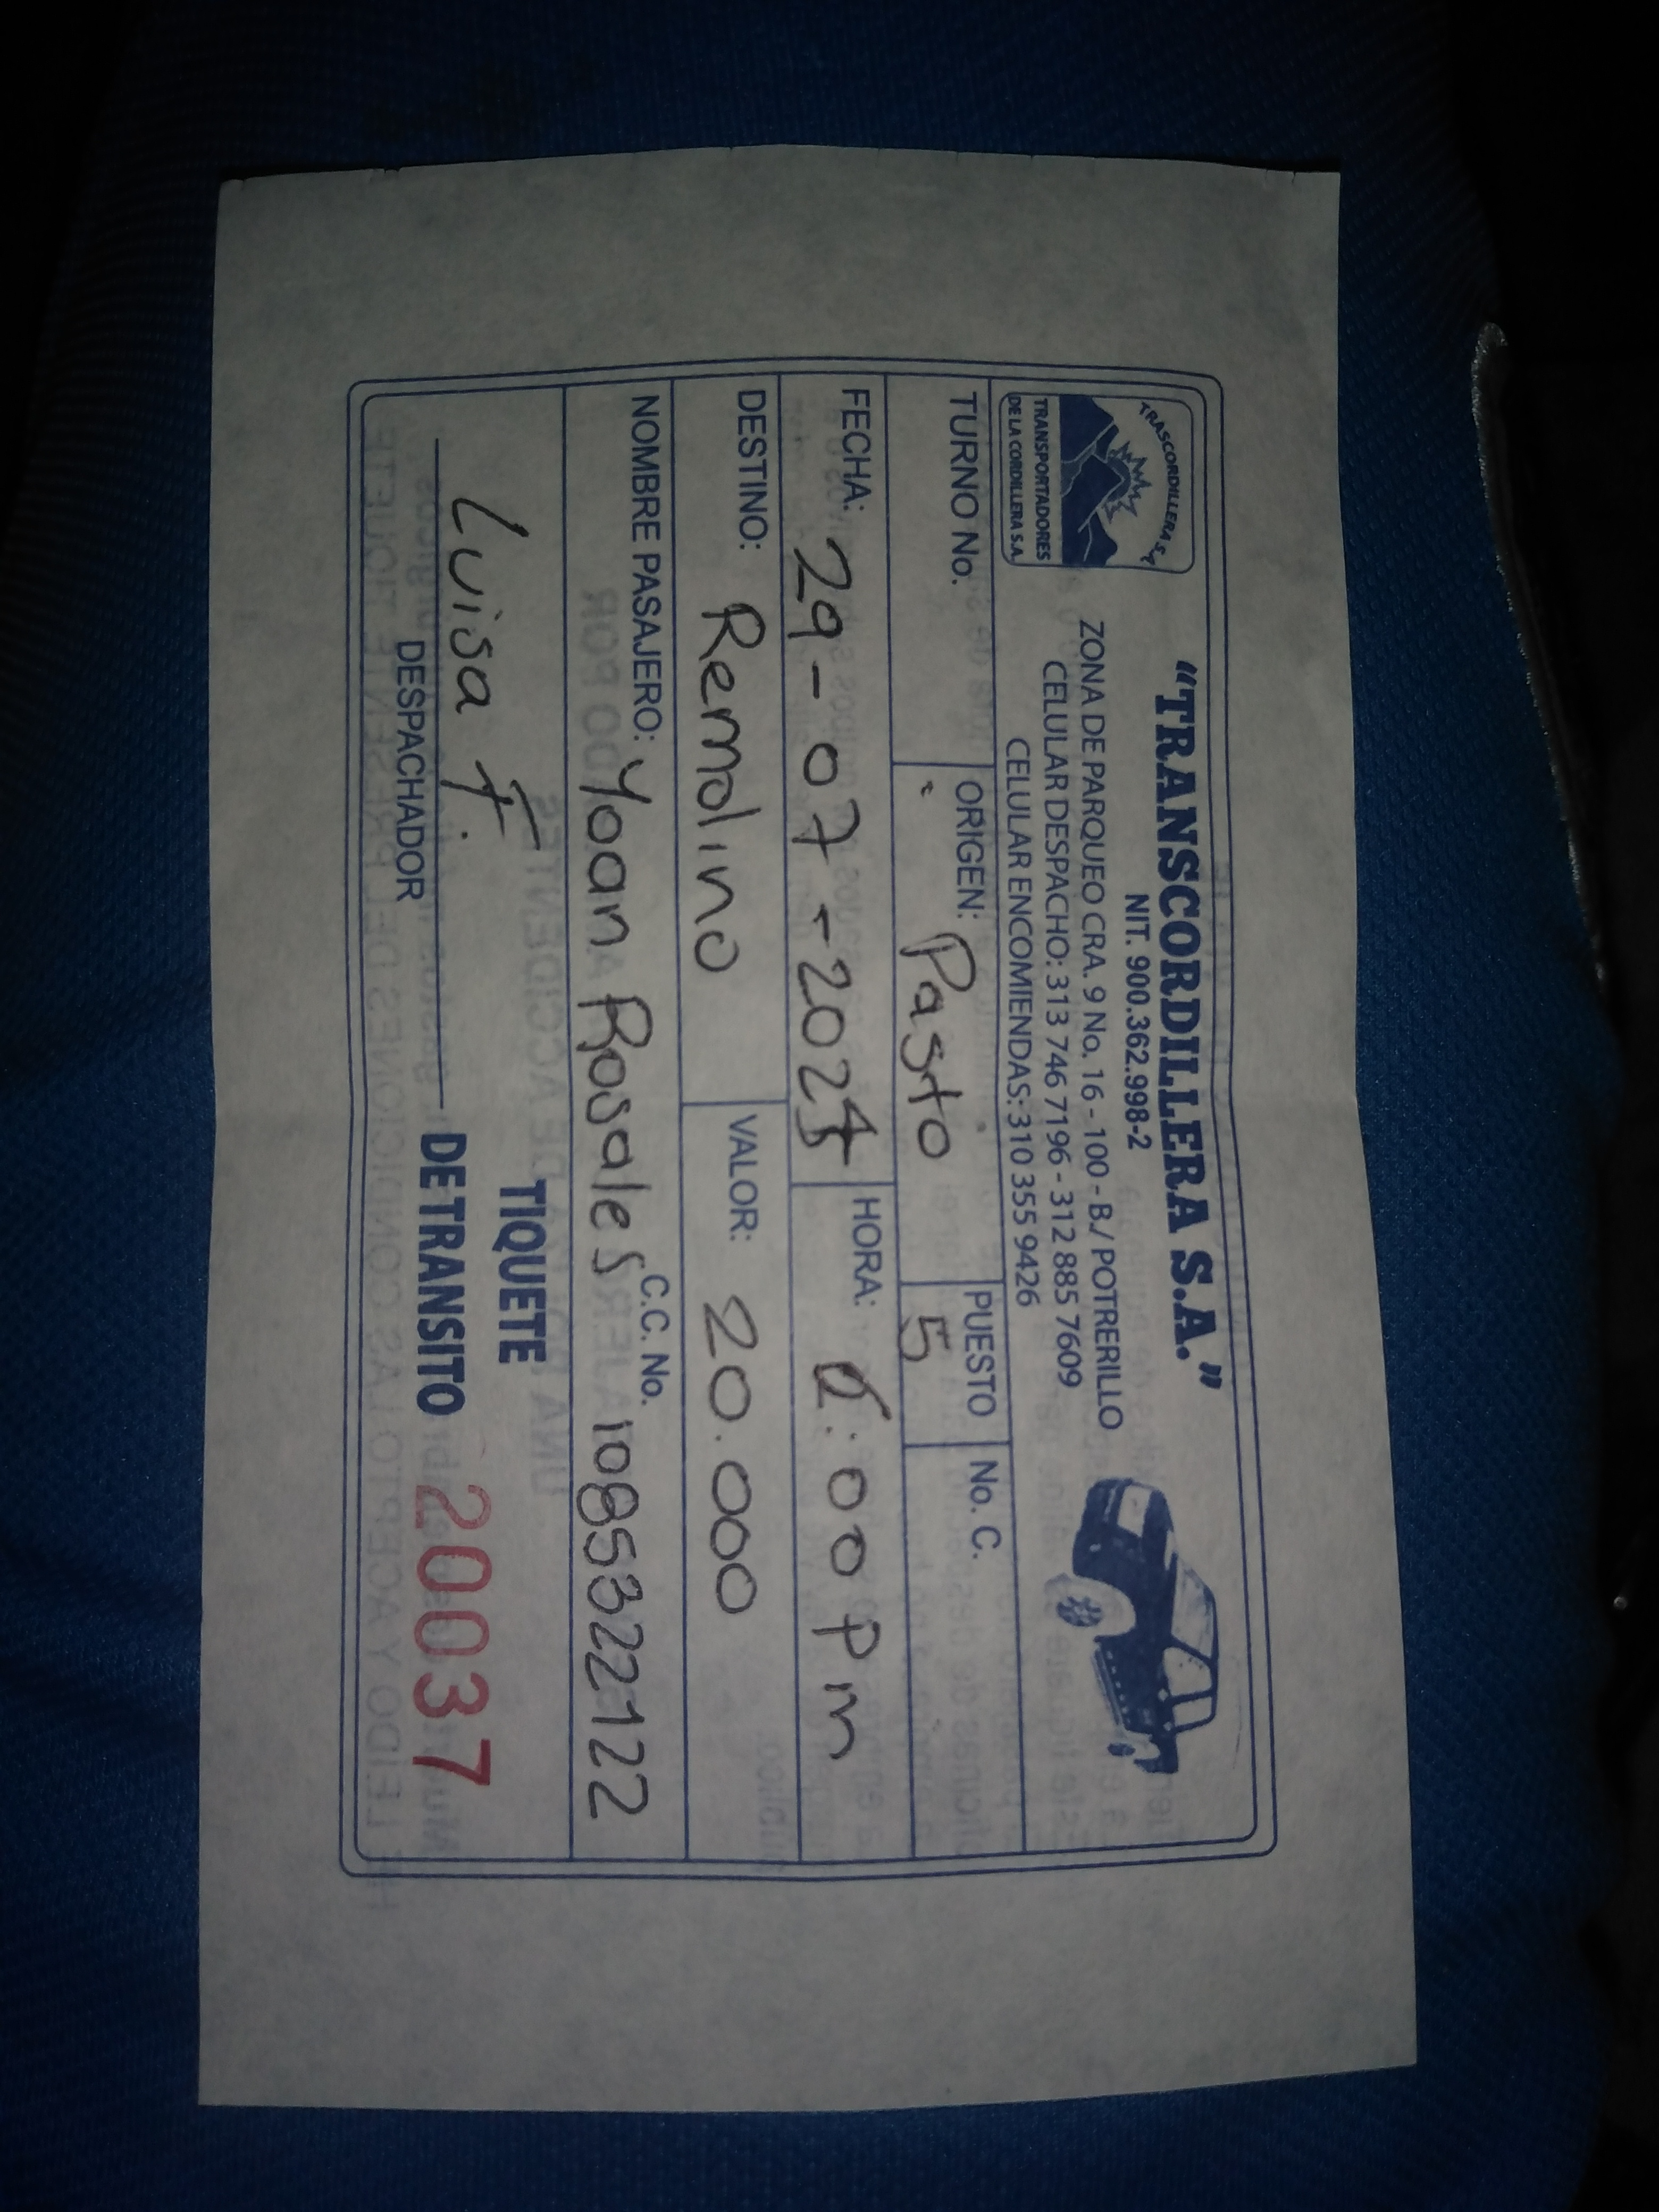 "TRANSCORDILLERA S.A."
NIT. 900.362.998-2
ZONA DE PARQUEO CRA. 9 No. 16 - 100 - B./ POTRERILLO
CELULAR DESPACHO: 313 746 7196 - 312 885 7609
CELULAR ENCOMIENDAS: 310 355 9426
TRASCORDILLERA S.A.
TRANSPORTADORES
DE LA CORDILLERA S.A.
TURNO No. ORIGEN: Pasto PUESTO 5 No. C.
FECHA: 29-07-2024 HORA: 6:00 pm
DESTINO: Remolino VALOR: 20.000
NOMBRE PASAJERO: Yoan Rosales C.C. No. 1085322122
Luisa F.
DESPACHADOR
TIQUETE
DE TRANSITO 20037